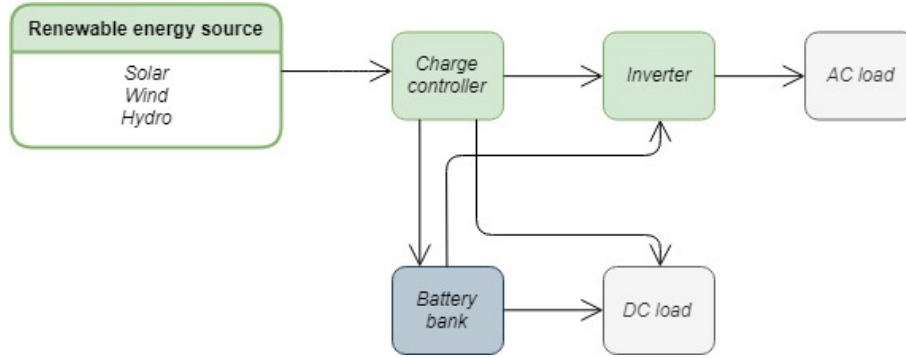 Renewable energy source
Solar
Wind
Hydro
Charge
controller
Inverter
AC load
Battery
bank
DC load